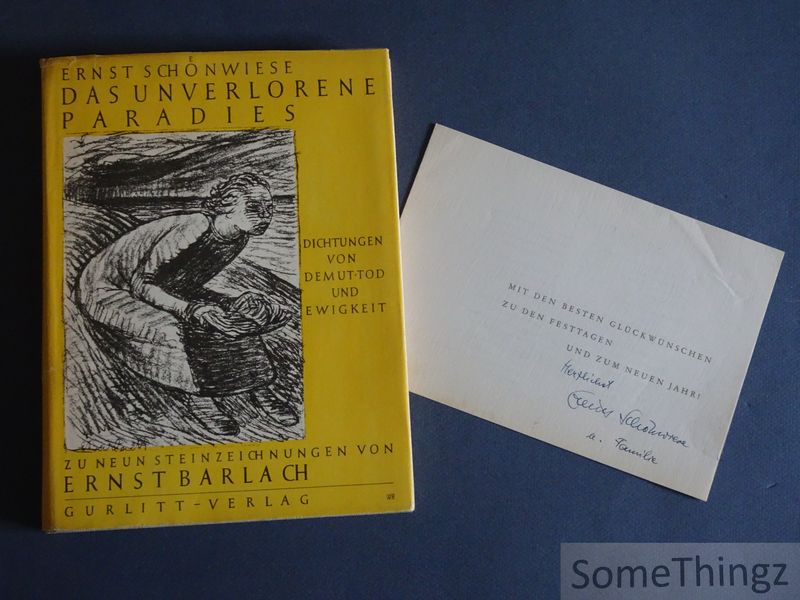 ERNST SCHÖNWIESE
DAS UNVERLORENE
PARADIES
DICHTUNGEN
VON
DEMUT·TOD
UND
EWIGKEIT
ZU NEUN STEINZEICHNUNGEN VON
ERNST BARLACH
GURLITT-VERLAG
MIT DEN BESTEN GLÜCKWÜNSCHEN
ZU DEN FESTTAGEN
UND ZUM NEUEN JAHR!
Herzlichst
Schönwiese
u. Familie
SomeThingz